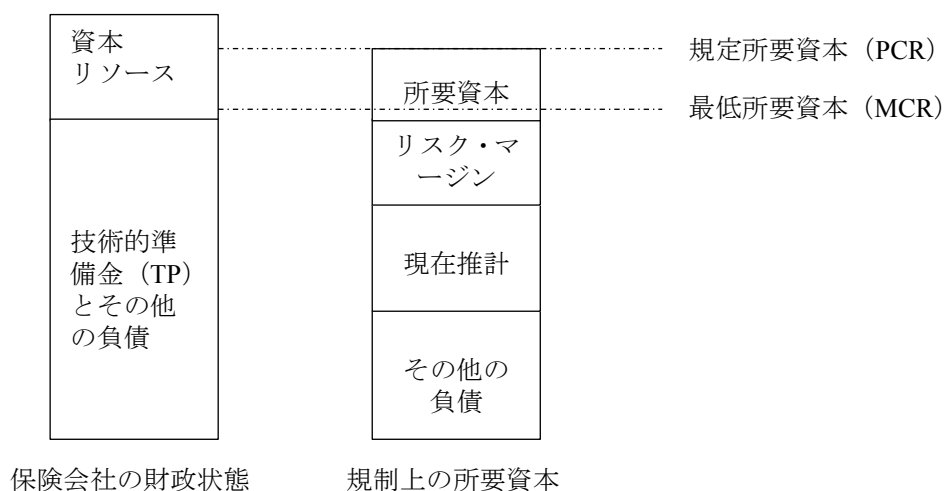 資本
リソース
技術的準
備金（TP）
とその他
の負債
保険会社の財政状態
所要資本
リスク・マ
ージン
現在推計
その他の
負債
規制上の所要資本
規定所要資本（PCR）
最低所要資本（MCR）